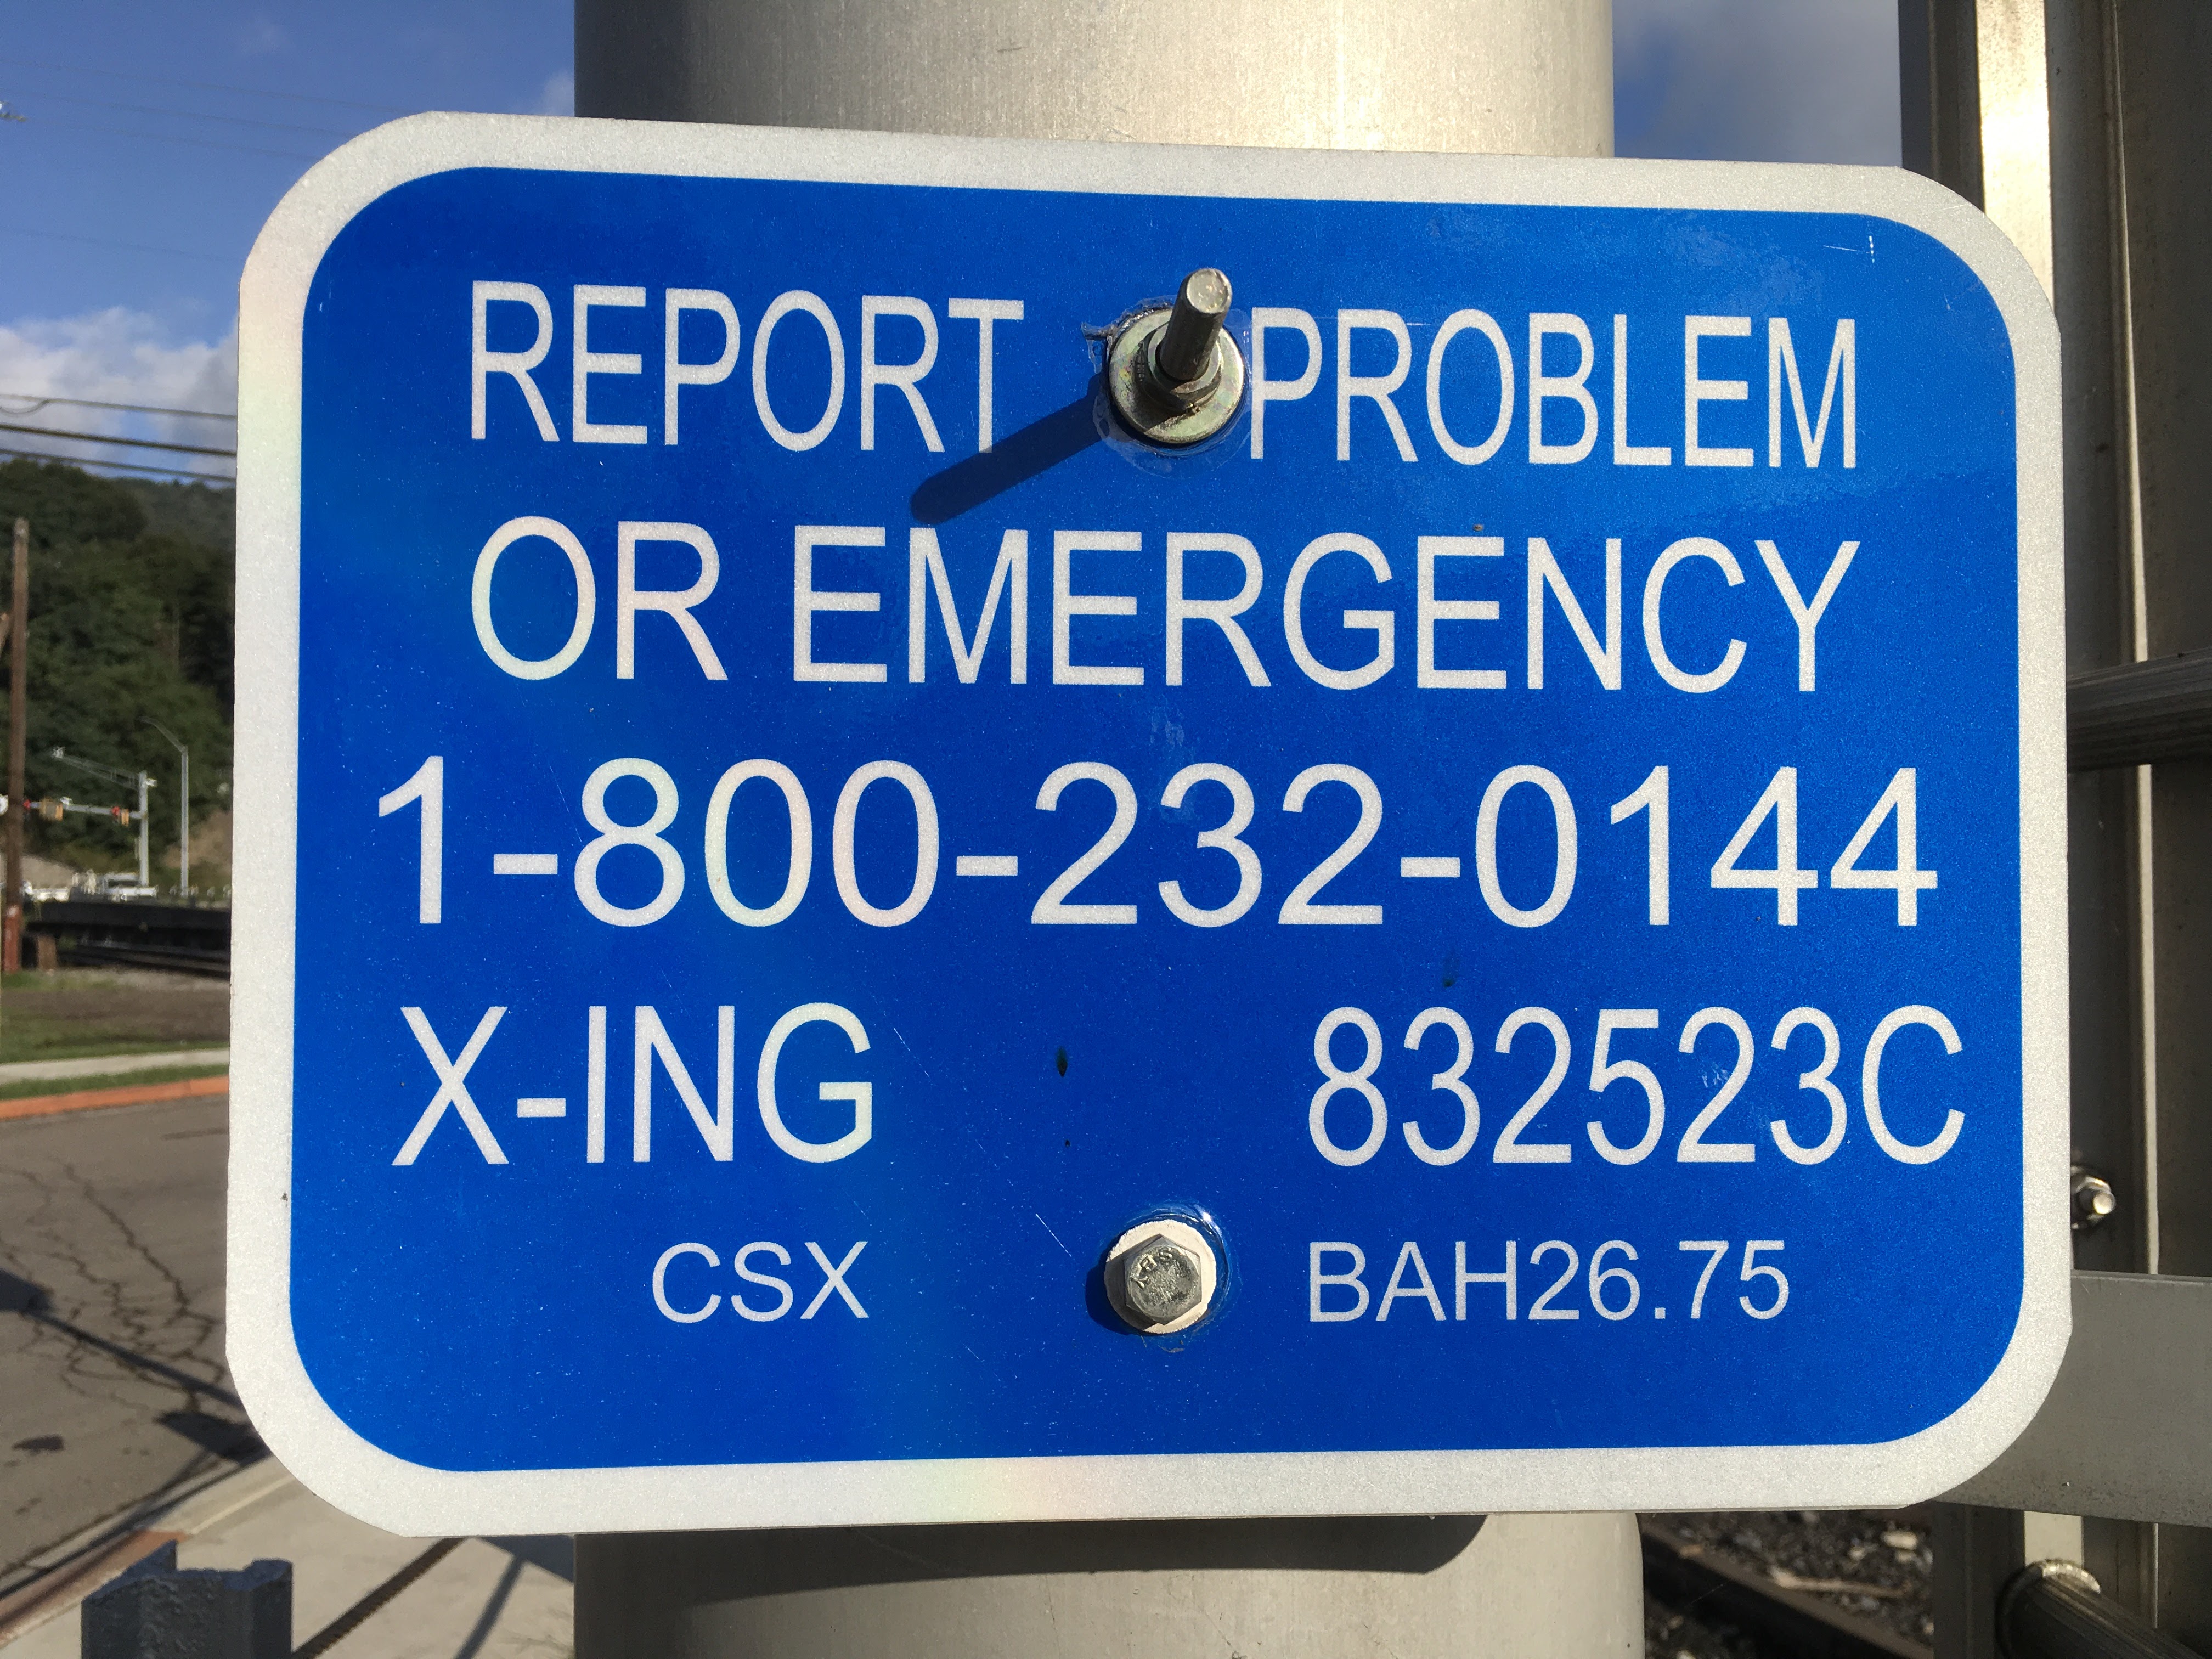 REPORT PROBLEM
OR EMERGENCY
1-800-232-0144
X-ING 832523C
CSX BAH26.75